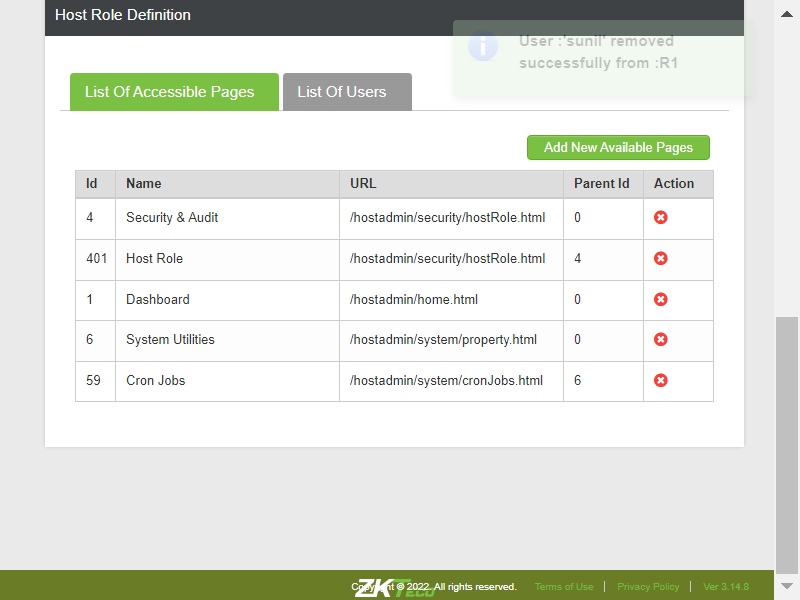 Host Role Definition
User :'sunil' removed
successfully from :R1
List Of Accessible Pages List Of Users
Add New Available Pages
Id Name URL Parent Id Action
4 Security & Audit /hostadmin/security/hostRole.html 0
401 Host Role /hostadmin/security/hostRole.html 4
1 Dashboard /hostadmin/home.html 0
6 System Utilities /hostadmin/system/property.html 0
59 Cron Jobs /hostadmin/system/cronJobs.html 6
ZKTeco
Copyright © 2022. All rights reserved. Terms of Use | Privacy Policy | Ver 3.14.8